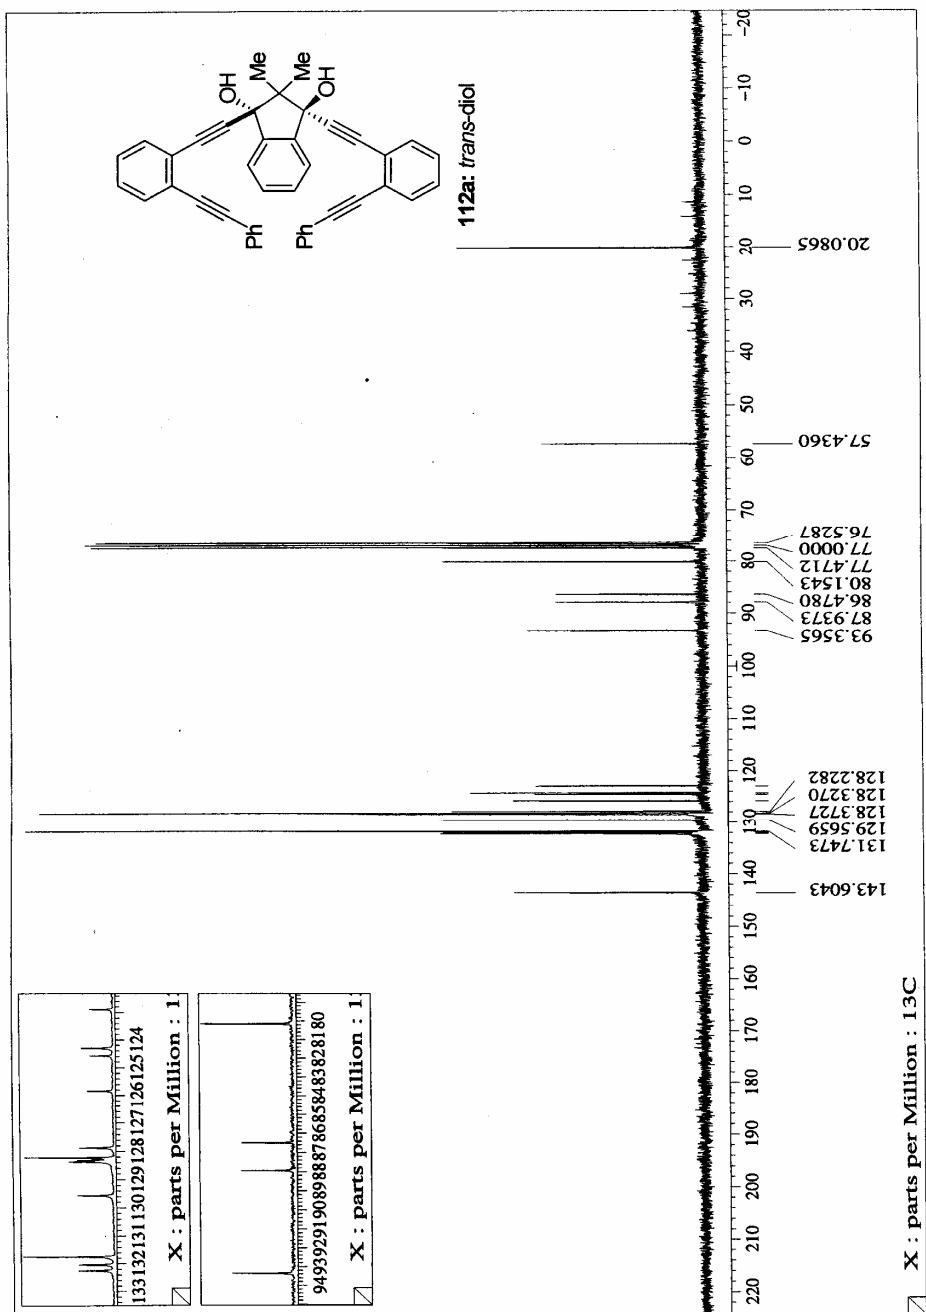 OH
Me
Me
OH
Ph
Ph
112a: trans-diol
133132131130129128127126125124
X : parts per Million : 1
9493929190898887868584838281 80
X : parts per Million : 1
220 210 200 190 180 170 160 150 140 130 120 110 100 90 80 70 60 50 40 30 20 10 0 -10 -20
143.6043
131.7473
129.5659
128.3727
128.3270
128.2282
93.3565
87.9373
86.4780
80.1543
77.4712
77.0000
76.5287
57.4360
20.0865
X : parts per Million : 13C